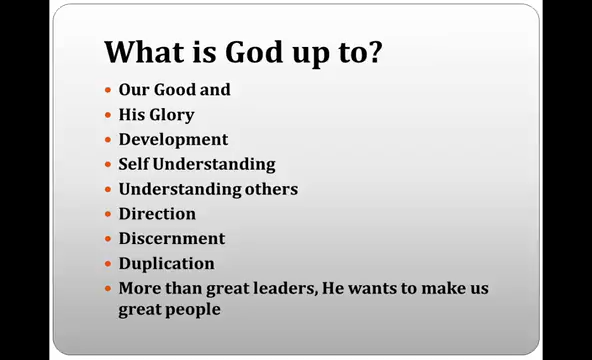 What is God up to?
Our Good and
His Glory
Development
Self Understanding
Understanding others
Direction
Discernment
Duplication
More than great leaders, He wants to make us
great people